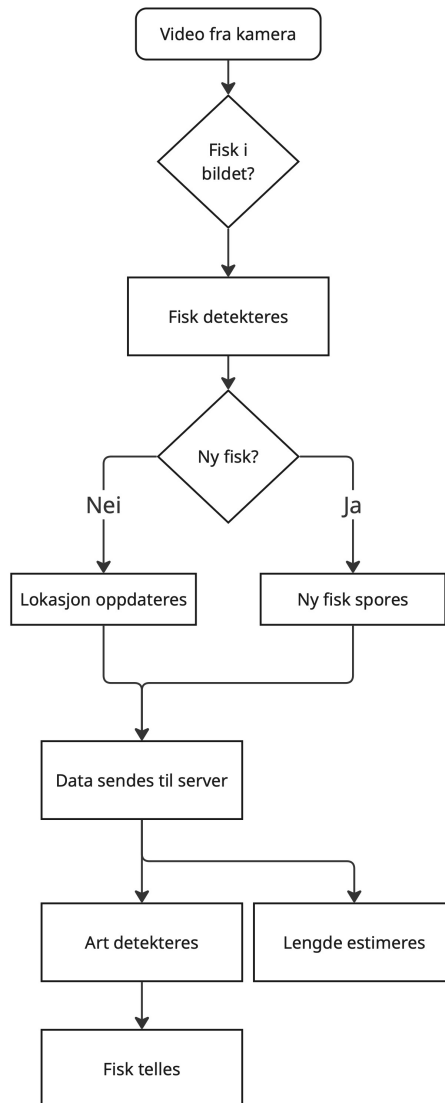 Video fra kamera
Fisk i
bildet?
Fisk detekteres
Ny fisk?
Nei
Ja
Lokasjon oppdateres
Ny fisk spores
Data sendes til server
Art detekteres
Lengde estimeres
Fisk telles